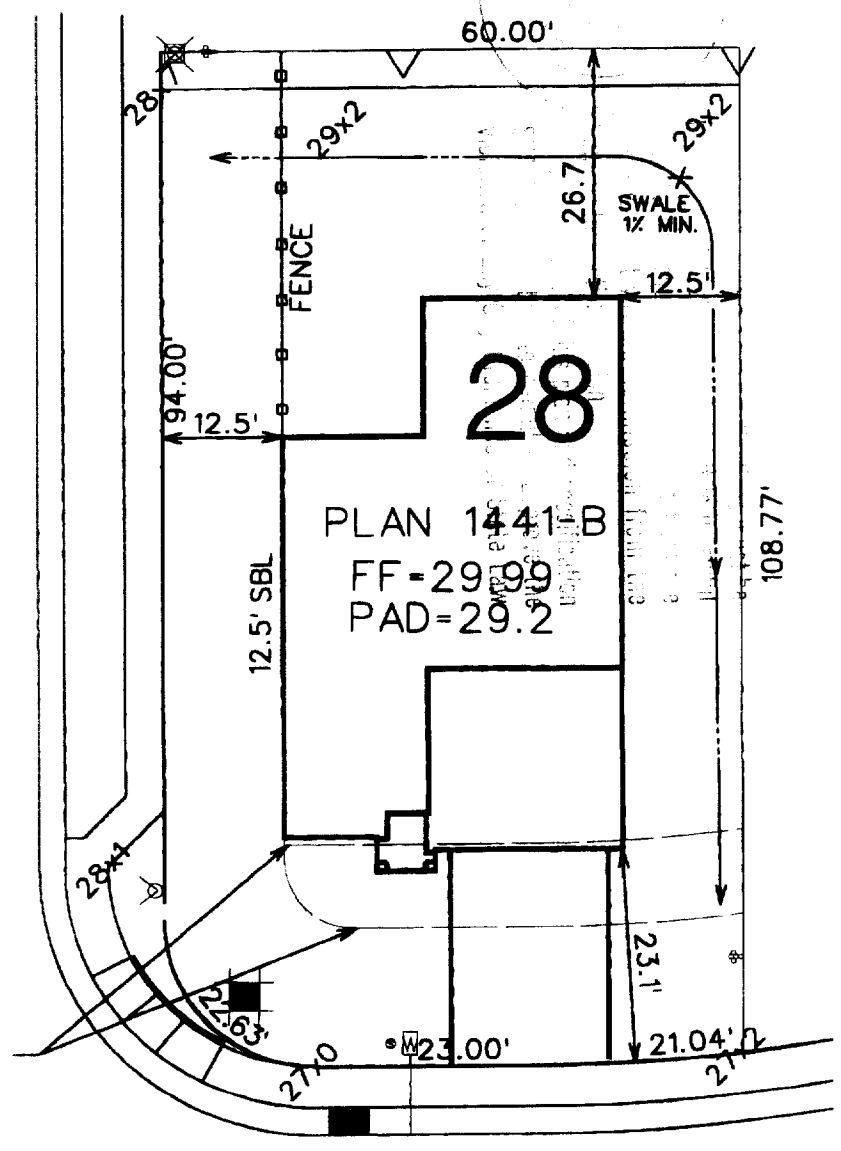 60.00'
28
29x2
29x2
26.7
SWALE
1% MIN.
FENCE
12.5'
28
94.00'
12.5'
PLAN 1441-B
108.77'
FF=29.99
12.5' SBL
PAD=29.2
28x1
23.1'
22.63'
W
23.00'
21.04'
27x0